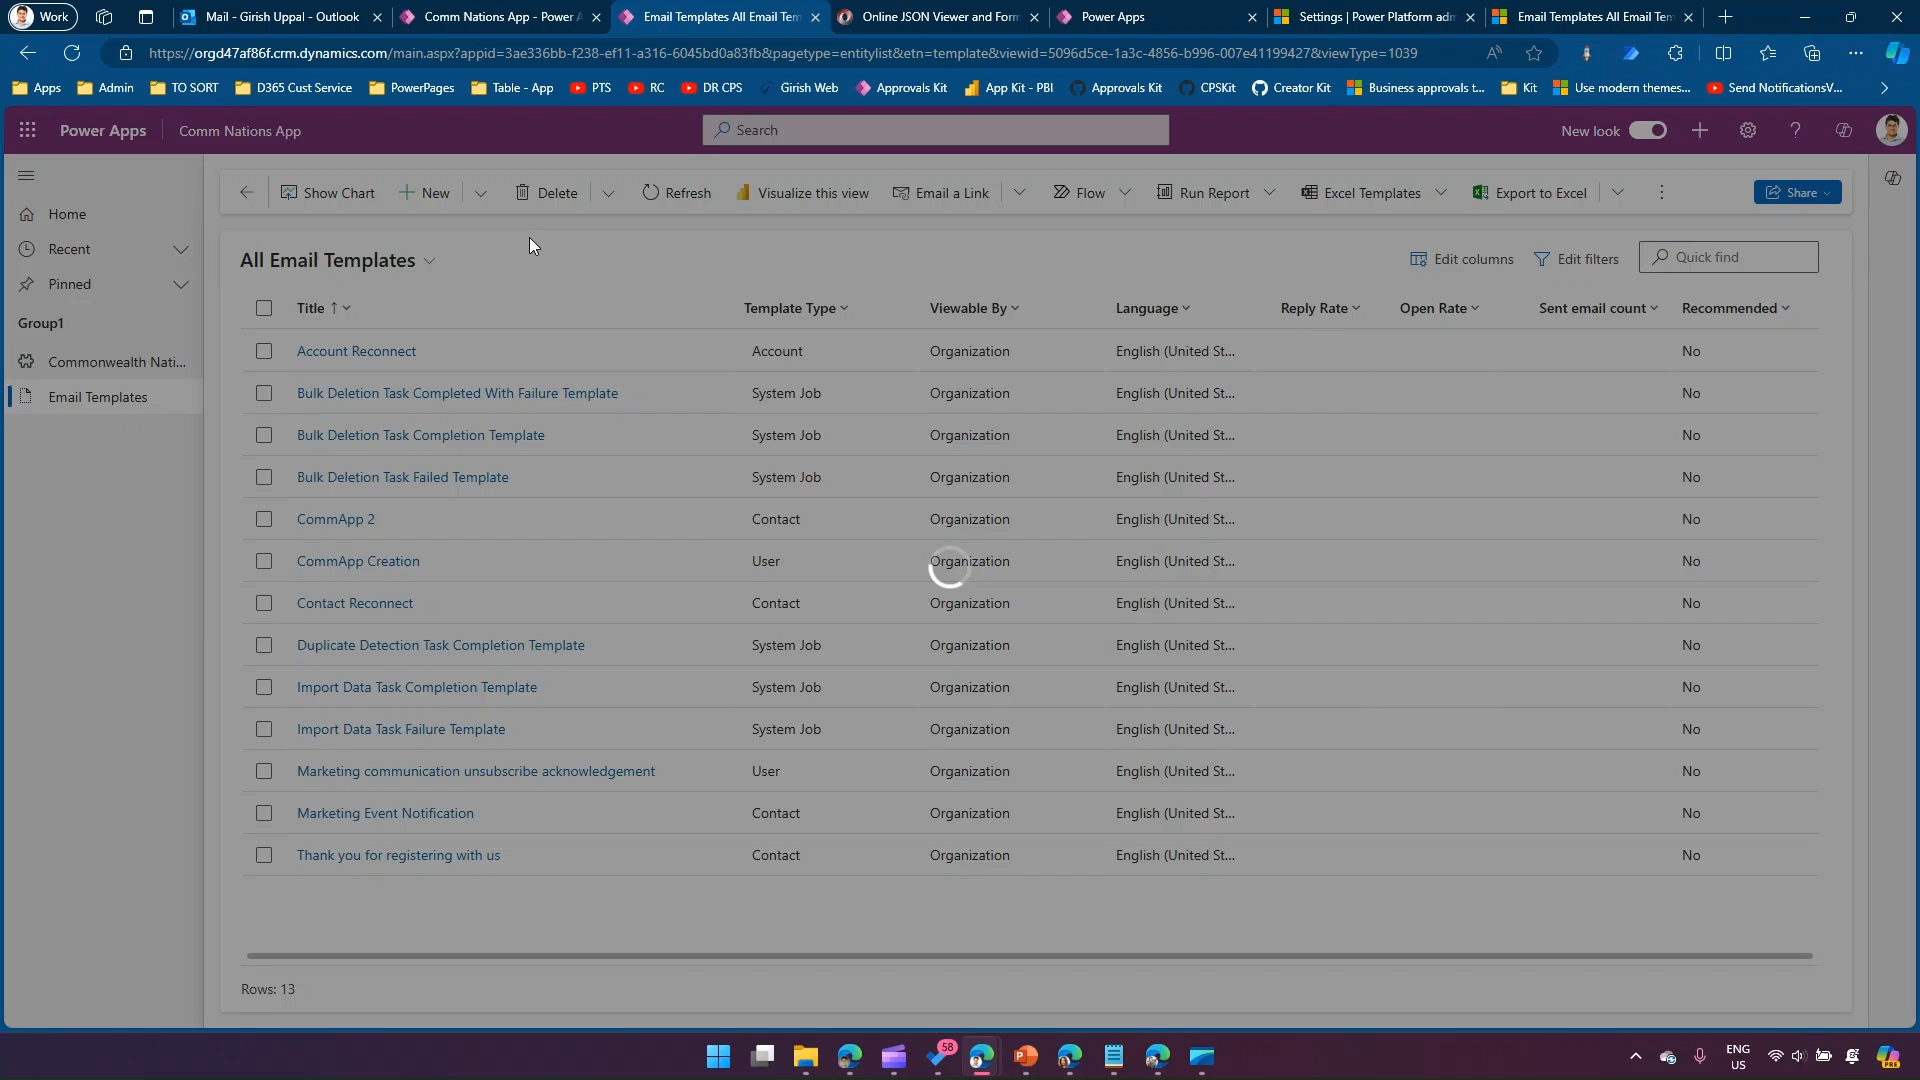 Work
Mail - Girish Uppal - Outlook
Comm Nations App - Power A
Email Templates All Email Tem
Online JSON Viewer and Form
Power Apps
Settings | Power Platform adm
Email Templates All Email Tem
https://orgd47af86f.crm.dynamics.com/main.aspx?appid=3ae336bb-f238-ef11-a316-6045bd0a83fb&pagetype=entitylist&etn=template&viewid=5096d5ce-1a3c-4856-b996-007e41199427&viewType=1039
Apps Admin TO SORT D365 Cust Service PowerPages Table - App PTS RC DR CPS Girish Web Approvals Kit App Kit - PBI Approvals Kit CPSKit Creator Kit Business approvals t... Kit Use modern themes... Send NotificationsV...
Power Apps Comm Nations App Search New look
Show Chart New Delete Refresh Visualize this view Email a Link Flow Run Report Excel Templates Export to Excel Share
Home
Recent
Pinned
Group1
Commonwealth Nati...
Email Templates
All Email Templates Edit columns Edit filters Quick find
Title ↑ Template Type Viewable By Language Reply Rate Open Rate Sent email count Recommended
Account Reconnect Account Organization English (United St... No
Bulk Deletion Task Completed With Failure Template System Job Organization English (United St... No
Bulk Deletion Task Completion Template System Job Organization English (United St... No
Bulk Deletion Task Failed Template System Job Organization English (United St... No
CommApp 2 Contact Organization English (United St... No
CommApp Creation User Organization English (United St... No
Contact Reconnect Contact Organization English (United St... No
Duplicate Detection Task Completion Template System Job Organization English (United St... No
Import Data Task Completion Template System Job Organization English (United St... No
Import Data Task Failure Template System Job Organization English (United St... No
Marketing communication unsubscribe acknowledgement User Organization English (United St... No
Marketing Event Notification Contact Organization English (United St... No
Thank you for registering with us Contact Organization English (United St... No
Rows: 13
58
ENG
US
PRE